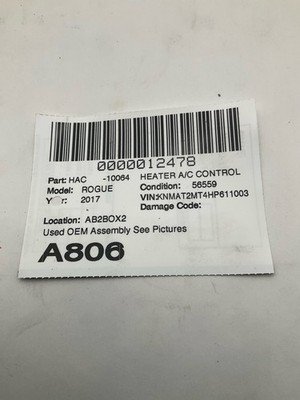 0000012478
Part: HAC -10064 HEATER A/C CONTROL
Model: ROGUE Condition: 56559
Year: 2017 VIN:KNMAT2MT4HP611003
Damage Code:
Location: AB2BOX2
Used OEM Assembly See Pictures
A806